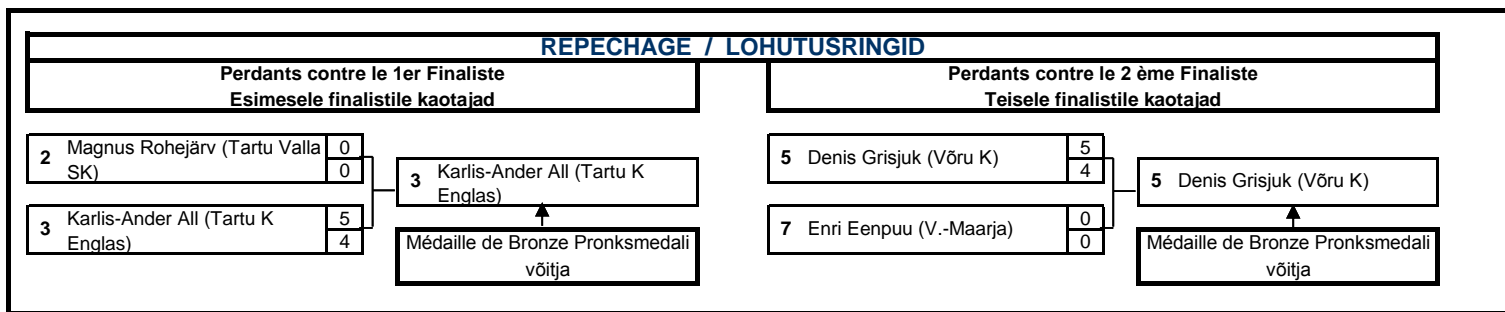 REPECHAGE / LOHUTUSRINGID
Perdants contre le 1er Finaliste
Esimesele finalistile kaotajad
Perdants contre le 2 ème Finaliste
Teisele finalistile kaotajad
2 Magnus Rohejärv (Tartu Valla SK) 0
0
3 Karlis-Ander All (Tartu K Englas) 5
4
3 Karlis-Ander All (Tartu K
Englas)
Médaille de Bronze Pronksmedali
võitja
5 Denis Grisjuk (Võru K) 5
4
7 Enri Eenpuu (V.-Maarja) 0
0
5 Denis Grisjuk (Võru K)
Médaille de Bronze Pronksmedali
võitja